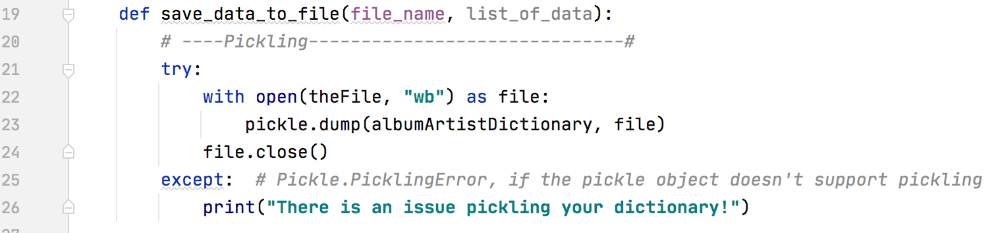 19 def save_data_to_file(file_name, list_of_data):
20 # ----Pickling------------------------------#
21 try:
22 with open(theFile, "wb") as file:
23 pickle.dump(albumArtistDictionary, file)
24 file.close()
25 except:  # Pickle.PicklingError, if the pickle object doesn't support pickling
26 print("There is an issue pickling your dictionary!")